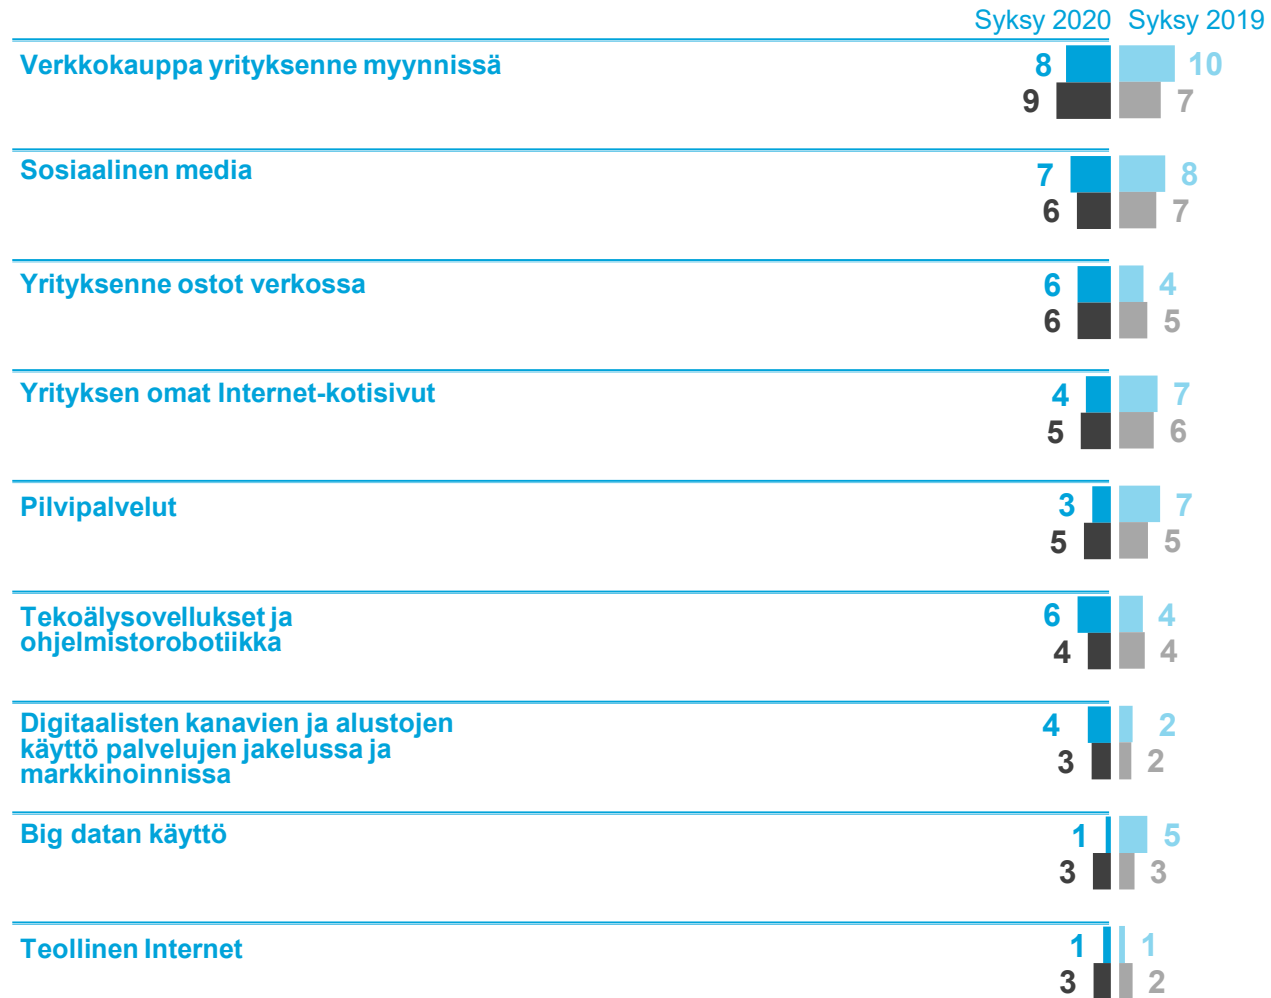 Syksy 2020 Syksy 2019
Verkkokauppa yrityksenne myynnissä 8 10
9 7
Sosiaalinen media 7 8
6 7
Yrityksenne ostot verkossa 6 4
6 5
Yrityksen omat Internet-kotisivut 4 7
5 6
Pilvipalvelut 3 7
5 5
Tekoälysovellukset ja 6 4
ohjelmistorobotiikka 4 4
Digitaalisten kanavien ja alustojen 4 2
käyttö palvelujen jakelussa ja 3 2
markkinoinnissa
Big datan käyttö 1 5
3 3
Teollinen Internet 1 1
3 2